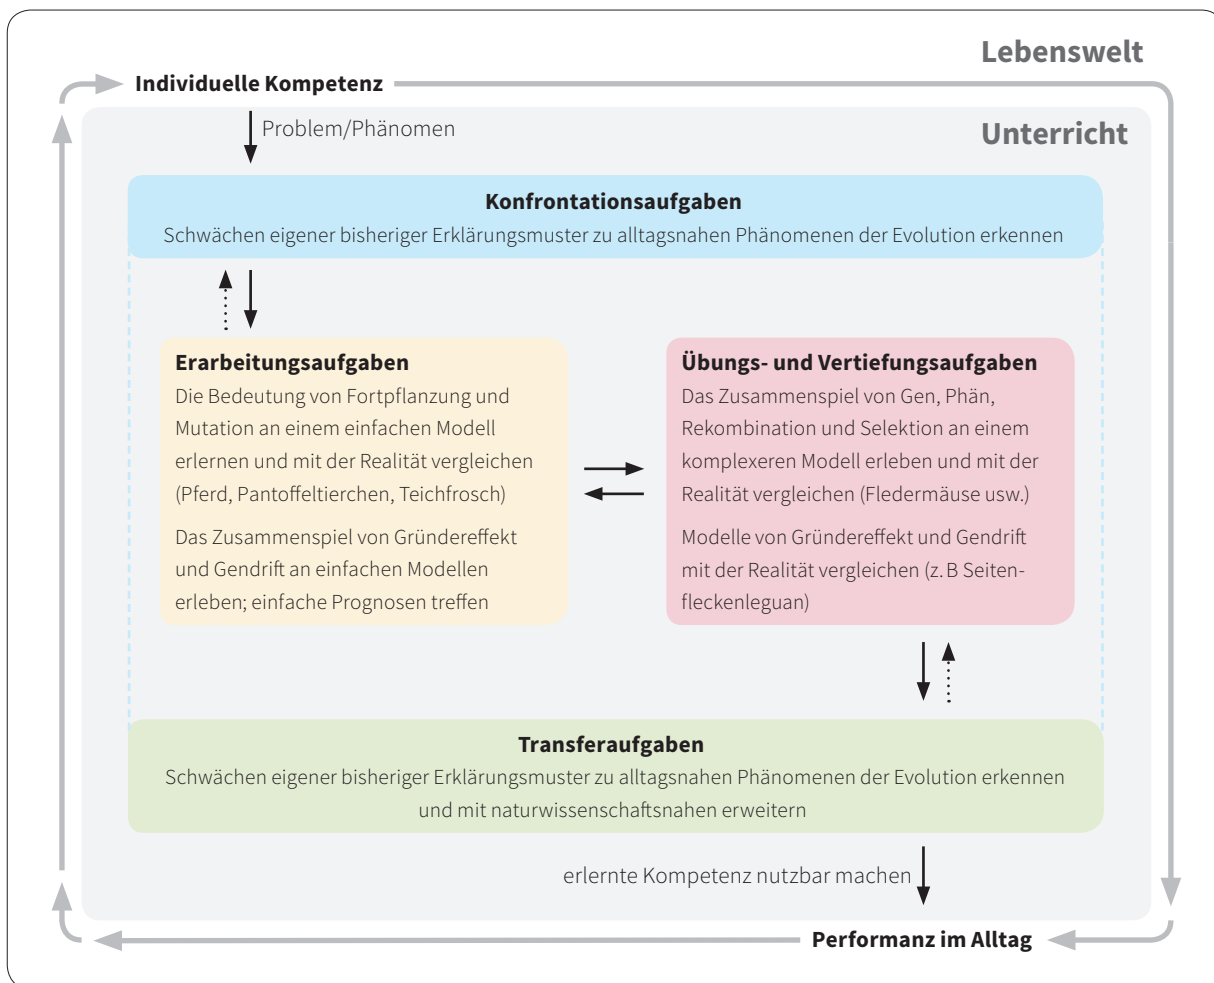 Lebenswelt
Individuelle Kompetenz
Problem/Phänomen
Unterricht
Konfrontationsaufgaben
Schwächen eigener bisheriger Erklärungsmuster zu alltagsnahen Phänomenen der Evolution erkennen
Erarbeitungsaufgaben
Die Bedeutung von Fortpflanzung und
Mutation an einem einfachen Modell
erlernen und mit der Realität vergleichen
(Pferd, Pantoffeltierchen, Teichfrosch)
Das Zusammenspiel von Gründereffekt
und Gendrift an einfachen Modellen
erleben; einfache Prognosen treffen
Übungs- und Vertiefungsaufgaben
Das Zusammenspiel von Gen, Phän,
Rekombination und Selektion an einem
komplexeren Modell erleben und mit der
Realität vergleichen (Fledermäuse usw.)
Modelle von Gründereffekt und Gendrift
mit der Realität vergleichen (z. B Seiten-
fleckenleguan)
Transferaufgaben
Schwächen eigener bisheriger Erklärungsmuster zu alltagsnahen Phänomenen der Evolution erkennen
und mit naturwissenschaftsnahen erweitern
erlernte Kompetenz nutzbar machen
Performanz im Alltag